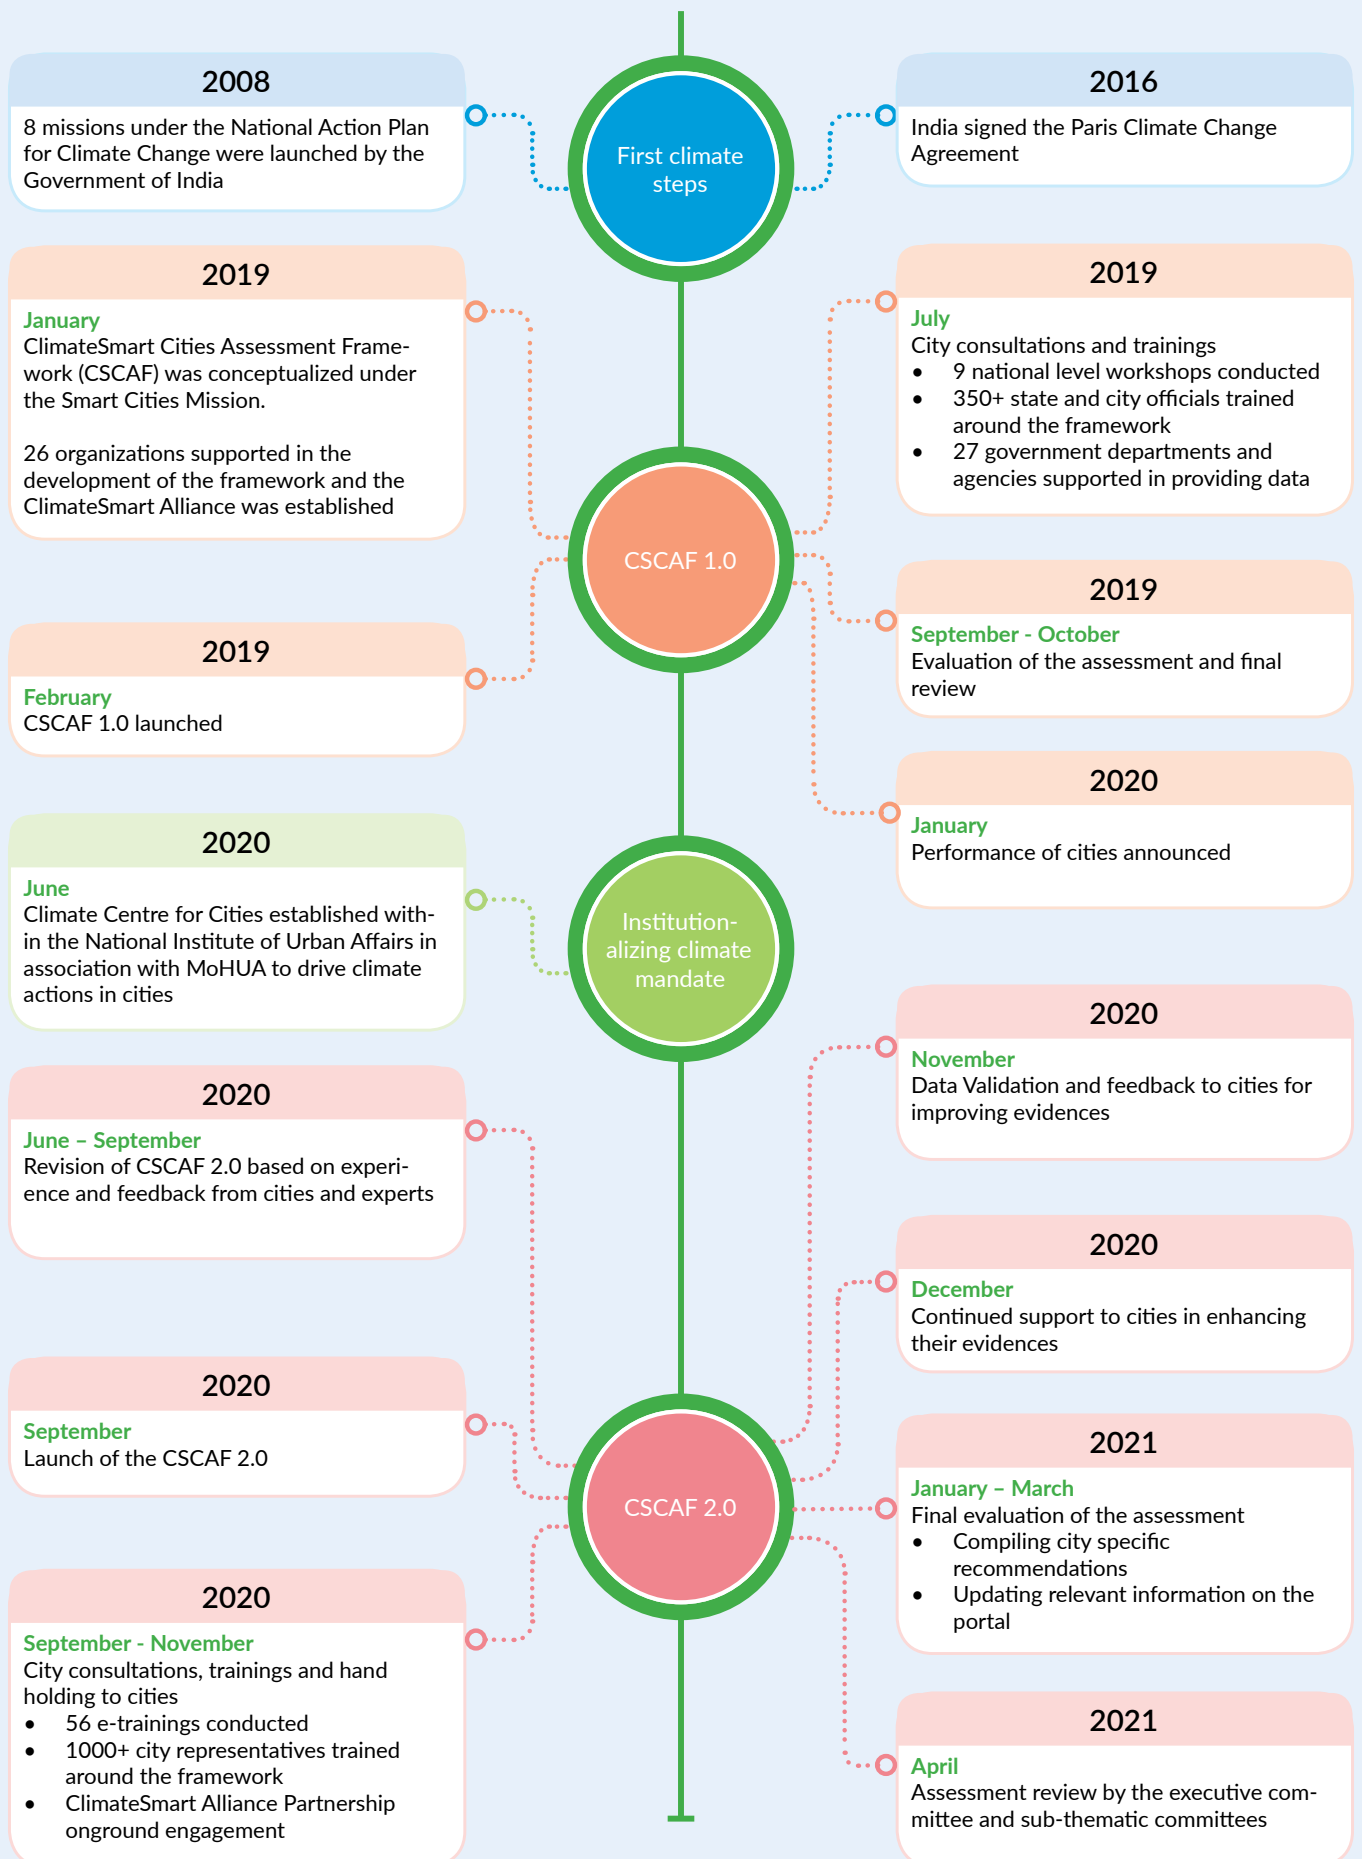 First climate
steps
2008
8 missions under the National Action Plan
for Climate Change were launched by the
Government of India
2016
India signed the Paris Climate Change
Agreement
CSCAF 1.0
2019
January
ClimateSmart Cities Assessment Frame-
work (CSCAF) was conceptualized under
the Smart Cities Mission.
26 organizations supported in the
development of the framework and the
ClimateSmart Alliance was established
2019
February
CSCAF 1.0 launched
2019
July
City consultations and trainings
• 9 national level workshops conducted
• 350+ state and city officials trained
around the framework
• 27 government departments and
agencies supported in providing data
2019
September - October
Evaluation of the assessment and final
review
2020
January
Performance of cities announced
Institution-
alizing climate
mandate
2020
June
Climate Centre for Cities established with-
in the National Institute of Urban Affairs in
association with MoHUA to drive climate
actions in cities
CSCAF 2.0
2020
June – September
Revision of CSCAF 2.0 based on experi-
ence and feedback from cities and experts
2020
September
Launch of the CSCAF 2.0
2020
September - November
City consultations, trainings and hand
holding to cities
• 56 e-trainings conducted
• 1000+ city representatives trained
around the framework
• ClimateSmart Alliance Partnership
onground engagement
2020
November
Data Validation and feedback to cities for
improving evidences
2020
December
Continued support to cities in enhancing
their evidences
2021
January – March
Final evaluation of the assessment
• Compiling city specific
recommendations
• Updating relevant information on the
portal
2021
April
Assessment review by the executive com-
mittee and sub-thematic committees